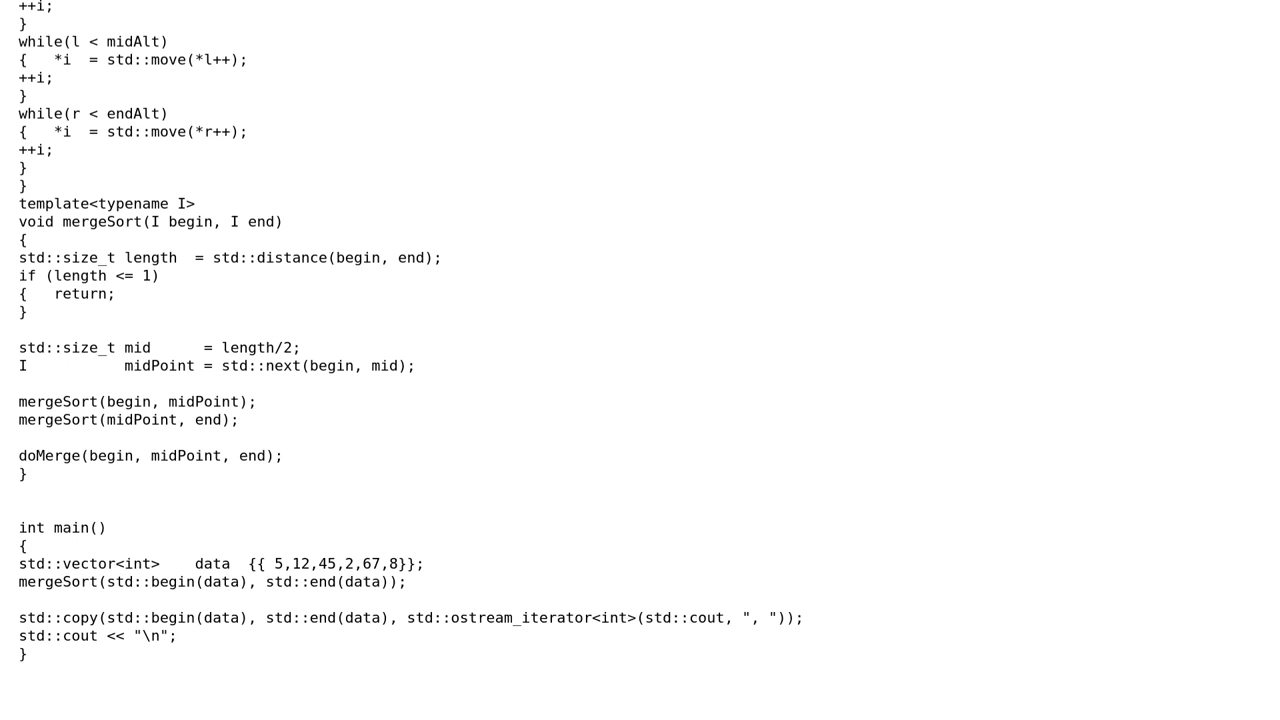 ++i;
}
while(l < midAlt)
{   *i  = std::move(*l++);
++i;
}
while(r < endAlt)
{   *i  = std::move(*r++);
++i;
}
}
template<typename I>
void mergeSort(I begin, I end)
{
std::size_t length  = std::distance(begin, end);
if (length <= 1)
{   return;
}

std::size_t mid      = length/2;
I           midPoint = std::next(begin, mid);

mergeSort(begin, midPoint);
mergeSort(midPoint, end);

doMerge(begin, midPoint, end);
}


int main()
{
std::vector<int>    data  {{ 5,12,45,2,67,8}};
mergeSort(std::begin(data), std::end(data));

std::copy(std::begin(data), std::end(data), std::ostream_iterator<int>(std::cout, ", "));
std::cout << "\n";
}